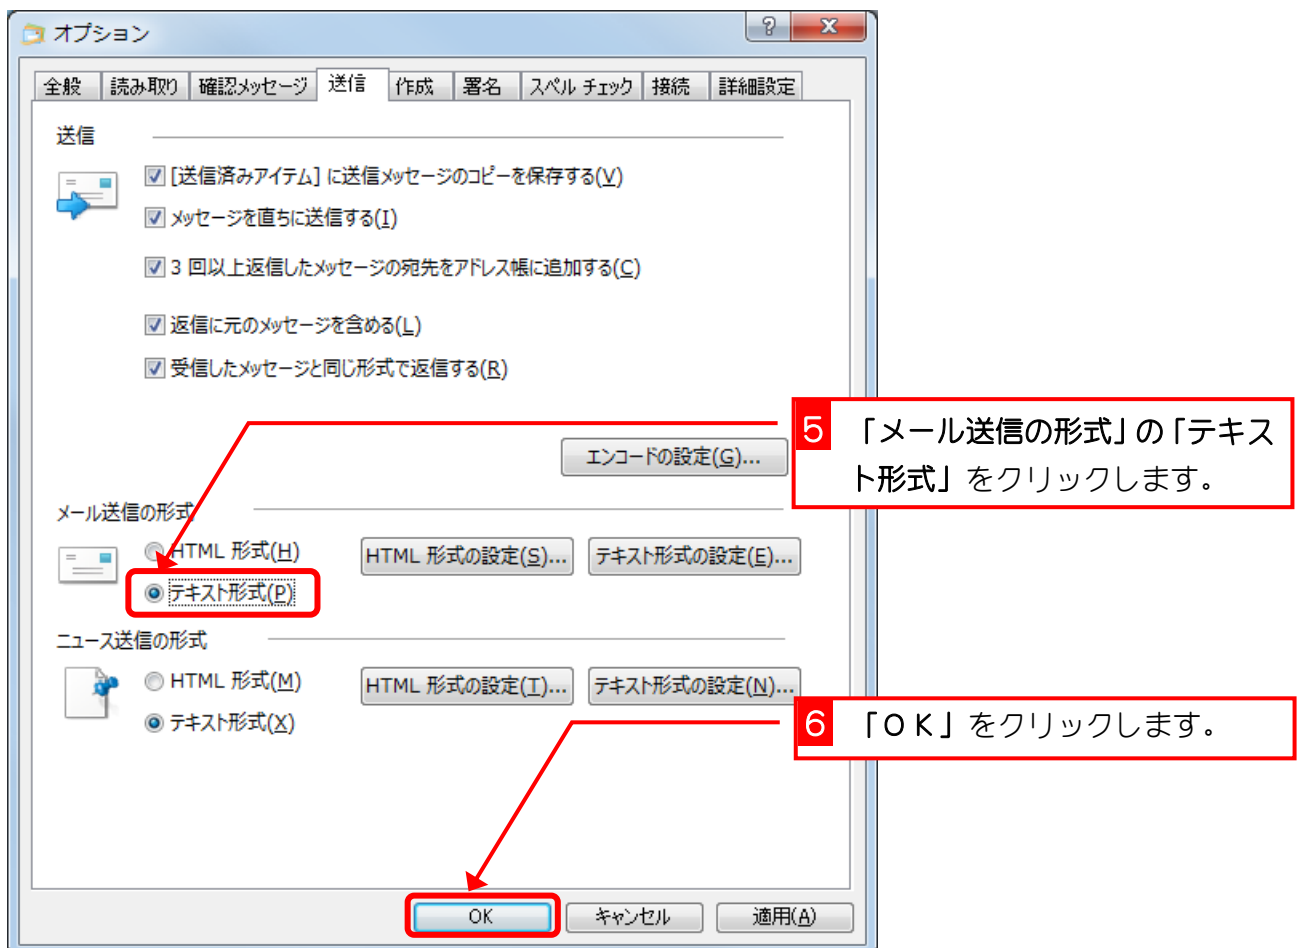 オプション
全般 読み取り 確認メッセージ 送信 作成 署名 スペル チェック 接続 詳細設定
送信
[送信済みアイテム] に送信メッセージのコピーを保存する(V)
メッセージを直ちに送信する(I)
3 回以上返信したメッセージの宛先をアドレス帳に追加する(C)
返信に元のメッセージを含める(L)
受信したメッセージと同じ形式で返信する(R)
5 「メール送信の形式」の「テキス
ト形式」をクリックします。
エンコードの設定(G)...
メール送信の形式
HTML 形式(H) HTML 形式の設定(S)... テキスト形式の設定(E)...
テキスト形式(P)
ニュース送信の形式
HTML 形式(M) HTML 形式の設定(T)... テキスト形式の設定(N)...
テキスト形式(X)
6 「ＯＫ」をクリックします。
OK キャンセル 適用(A)